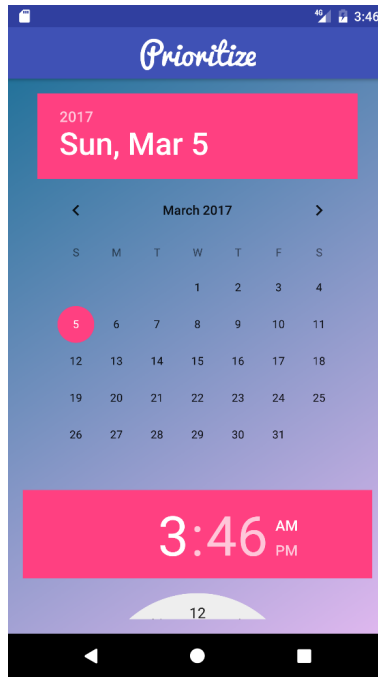 4G 3:46
Prioritize
2017
Sun, Mar 5
March 2017
S M T W T F S
1 2 3 4
5 6 7 8 9 10 11
12 13 14 15 16 17 18
19 20 21 22 23 24 25
26 27 28 29 30 31
3:46 AM
PM
12